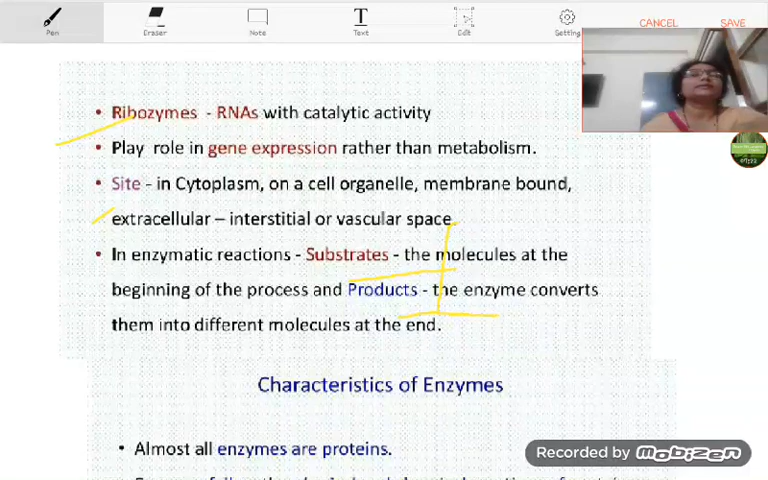 Pen
Eraser
Note
Text
Edit
Setting
CANCEL
SAVE
• Ribozymes - RNAs with catalytic activity
• Play role in gene expression rather than metabolism.
• Site - in Cytoplasm, on a cell organelle, membrane bound,
extracellular – interstitial or vascular space.
• In enzymatic reactions - Substrates - the molecules at the
beginning of the process and Products - the enzyme converts
them into different molecules at the end.
Characteristics of Enzymes
• Almost all enzymes are proteins.
Recorded by Mobizen